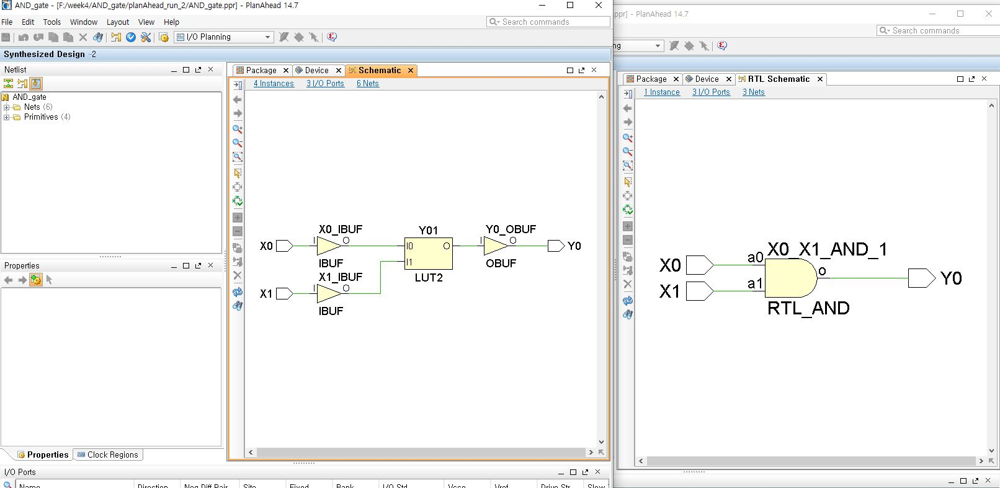 AND_gate - [F:/week4/AND_gate/planAhead_run_2/AND_gate.ppr] - PlanAhead 14.7
File Edit Tools Window Layout View Help
Search commands
I/O Planning
Synthesized Design -2
Netlist
AND_gate
Nets (6)
Primitives (4)
Properties
Properties Clock Regions
Package Device Schematic
4 Instances 3 I/O Ports 6 Nets
X0_IBUF Y01 Y0_OBUF
X0 I O I0 O I O Y0
IBUF I1 OBUF
X1_IBUF LUT2
X1 I O
IBUF
I/O Ports
Name Direction Neg Diff Pair Site Fixed Bank I/O Std Vcco Vref Drive Str Slew
ppr] - PlanAhead 14.7
Search commands
ng
Package Device RTL Schematic
1 Instance 3 I/O Ports 3 Nets
X0_X1_AND_1
X0 a0 o Y0
X1 a1
RTL_AND